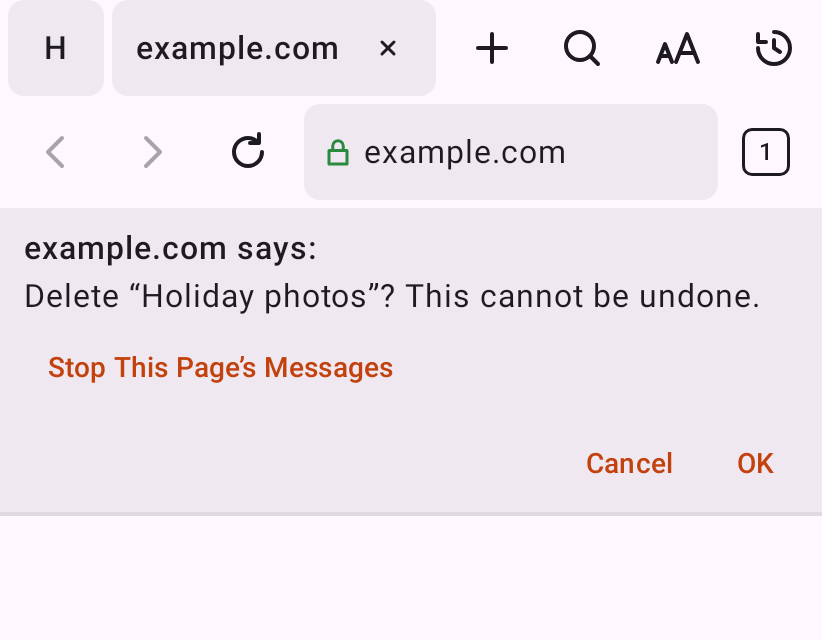 H
example.com
AA
example.com
1
example.com says:
Delete “Holiday photos”? This cannot be undone.
Stop This Page’s Messages
Cancel
OK